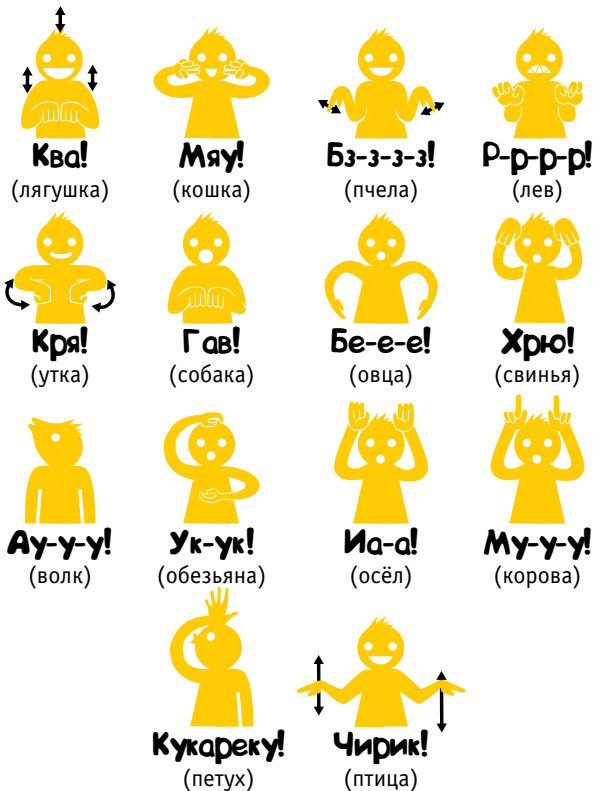 Ква! Мяу! Бз-з-з-з! Р-р-р-р!
(лягушка) (кошка) (пчела) (лев)
Кря! Гав! Бе-е-е! Хрю!
(утка) (собака) (овца) (свинья)
Ау-у-у! Ук-ук! Иа-а! Му-у-у!
(волк) (обезьяна) (осёл) (корова)
Кукареку! Чирик!
(петух) (птица)